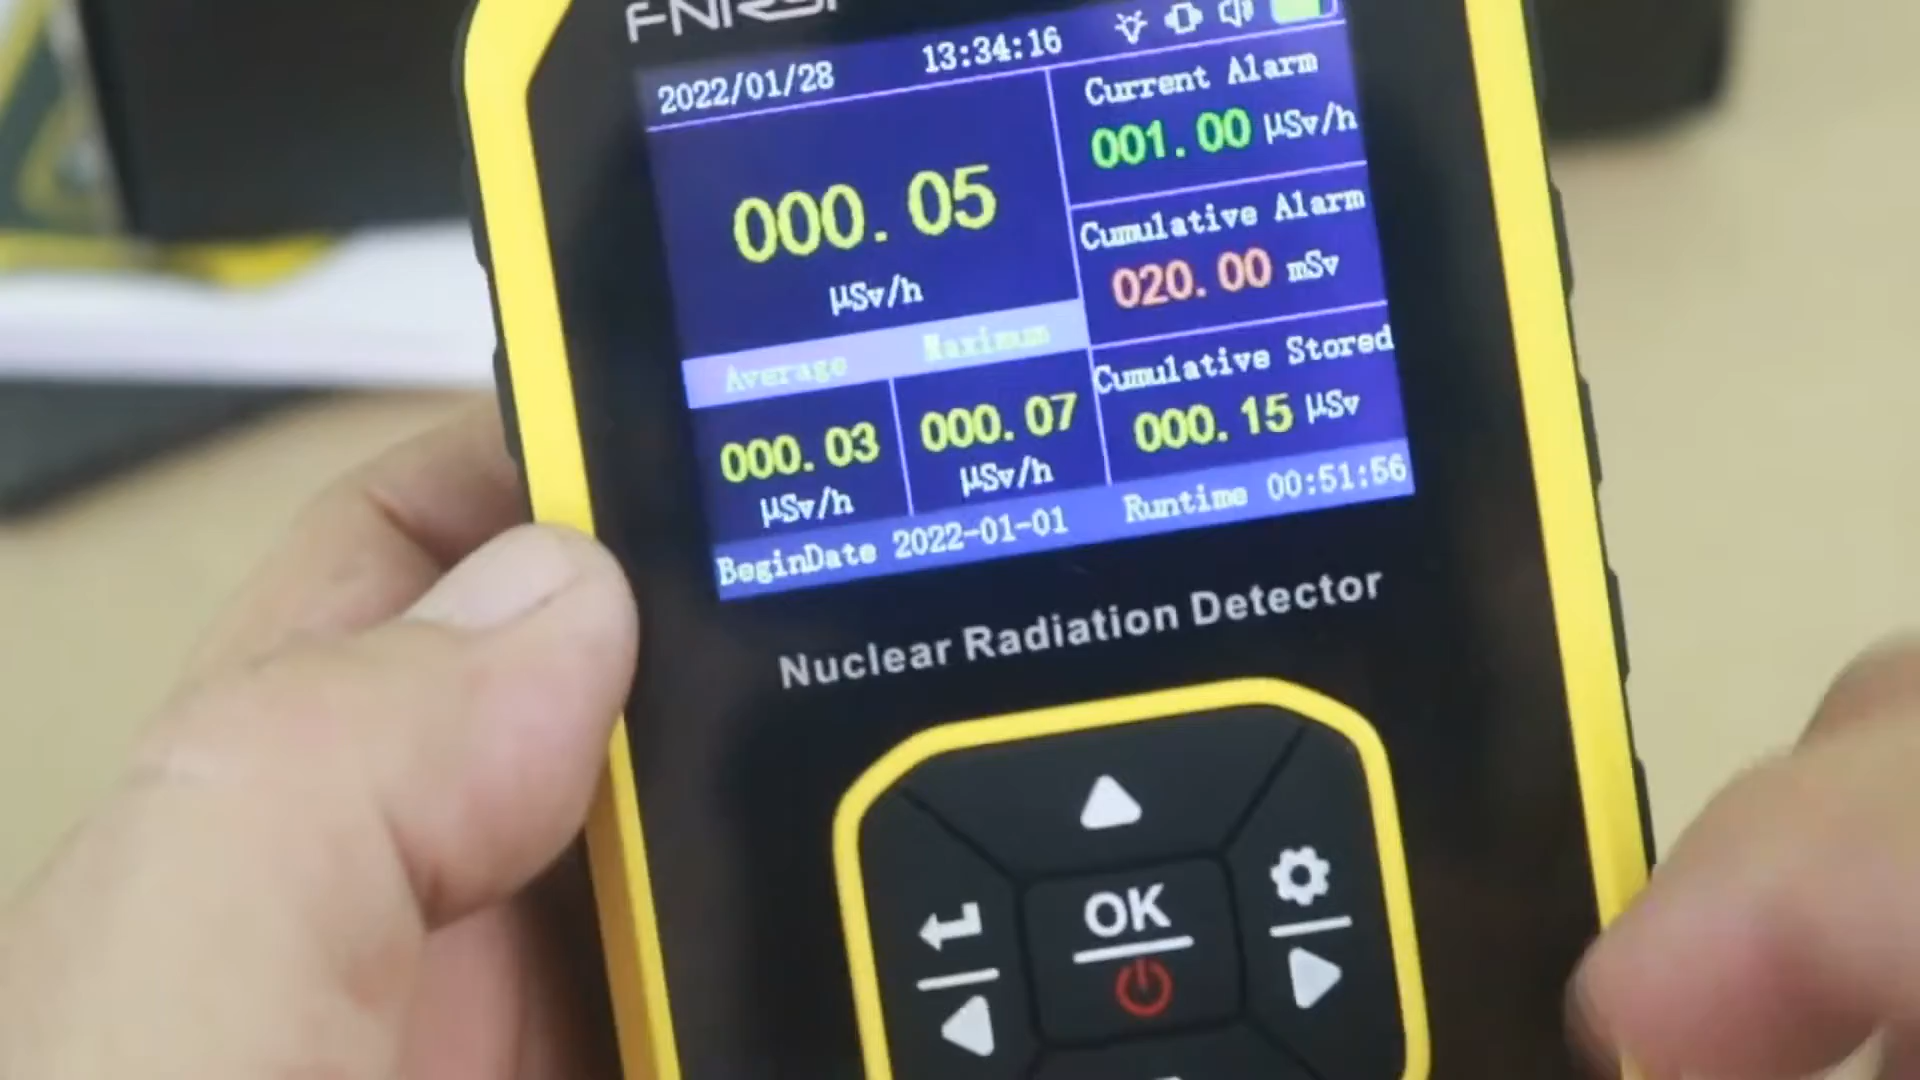 FNIRSI
2022/01/28 13:34:16
Current Alarm
001.00 µSv/h
000.05
µSv/h
Cumulative Alarm
020.00 mSv
Average Maximum
000.03 µSv/h
000.07 µSv/h
Cumulative Stored
000.15 µSv
BeginDate 2022-01-01 Runtime 00:51:56
Nuclear Radiation Detector
OK